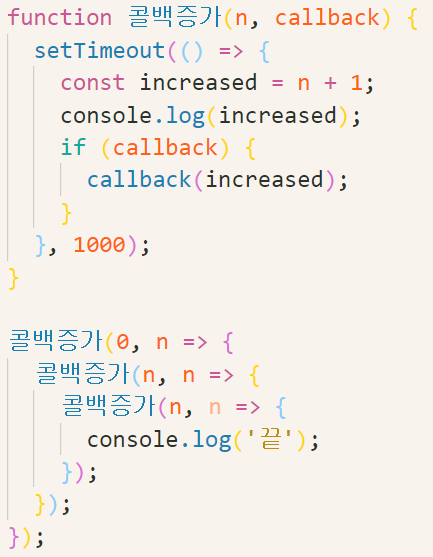 function 콜백증가(n, callback) {
  setTimeout(() => {
    const increased = n + 1;
    console.log(increased);
    if (callback) {
      callback(increased);
    }
  }, 1000);
}

콜백증가(0, n => {
  콜백증가(n, n => {
    콜백증가(n, n => {
      console.log('끝');
    });
  });
});